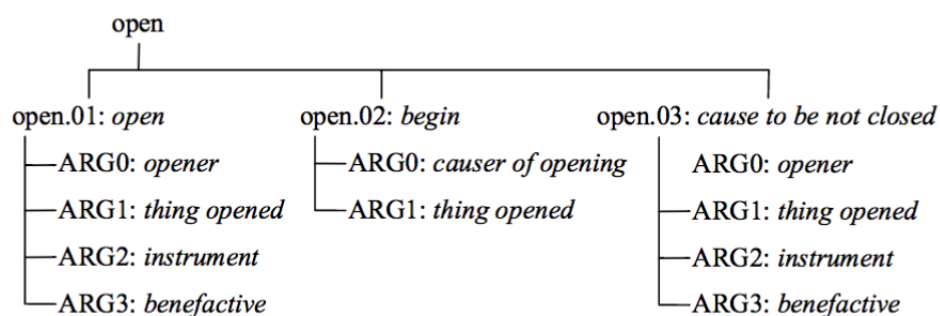 open
open.01: open open.02: begin open.03: cause to be not closed
ARG0: opener ARG0: causer of opening ARG0: opener
ARG1: thing opened ARG1: thing opened ARG1: thing opened
ARG2: instrument ARG2: instrument
ARG3: benefactive ARG3: benefactive